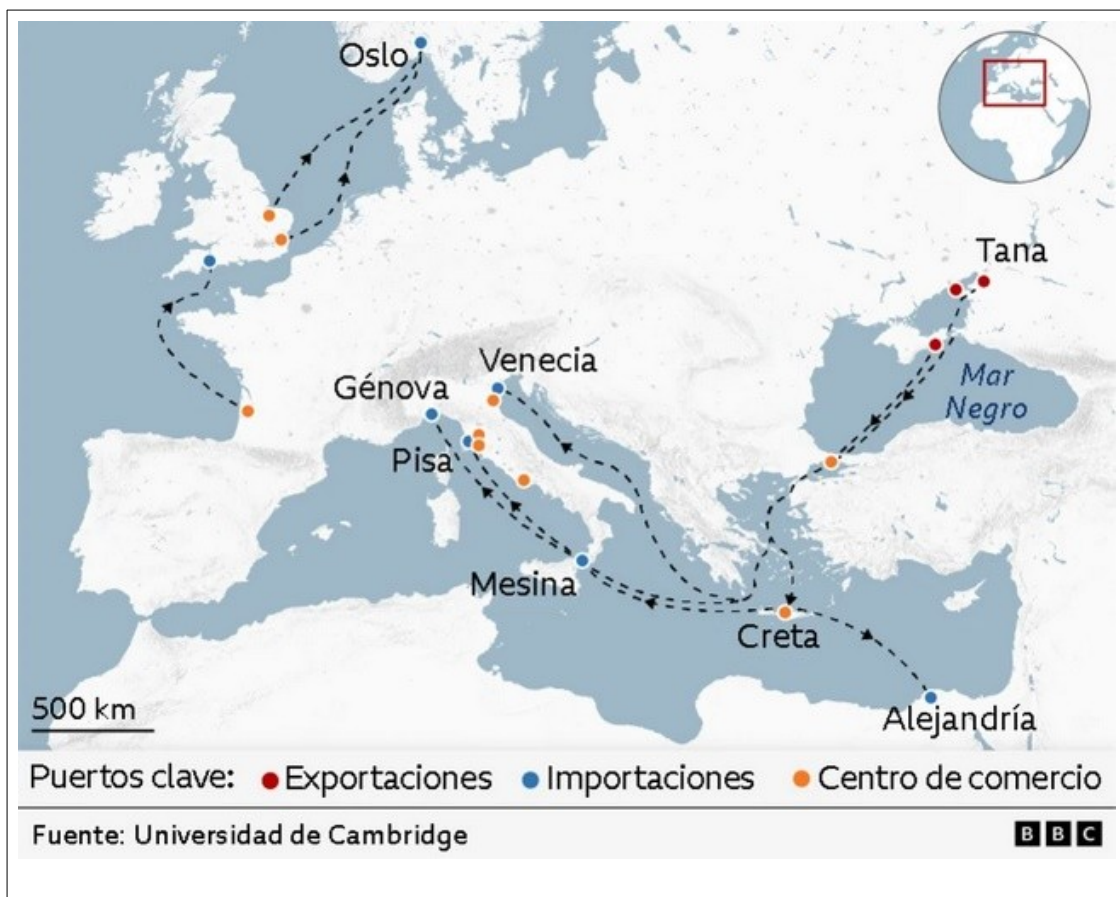 Oslo
Tana
Venecia
Génova
Mar
Negro
Pisa
Mesina
Creta
500 km
Alejandría
Puertos clave: Exportaciones Importaciones Centro de comercio
Fuente: Universidad de Cambridge
BBC